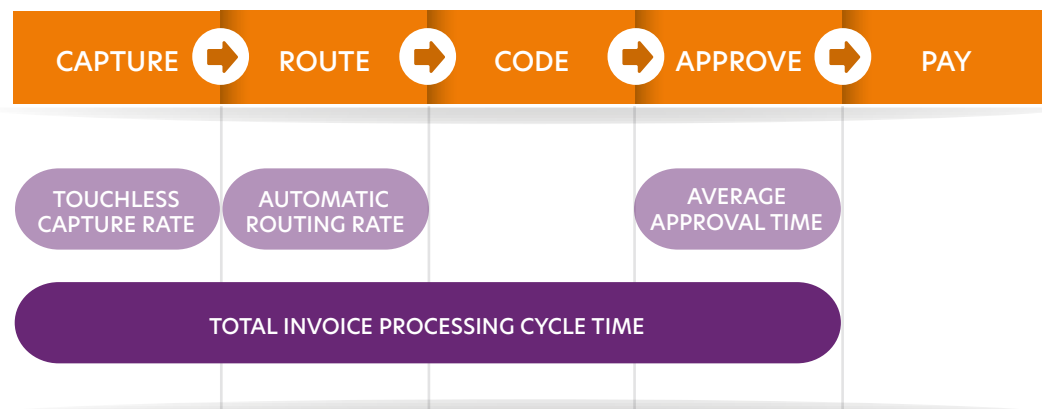 CAPTURE ROUTE CODE APPROVE PAY
TOUCHLESS
CAPTURE RATE
AUTOMATIC
ROUTING RATE
AVERAGE
APPROVAL TIME
TOTAL INVOICE PROCESSING CYCLE TIME